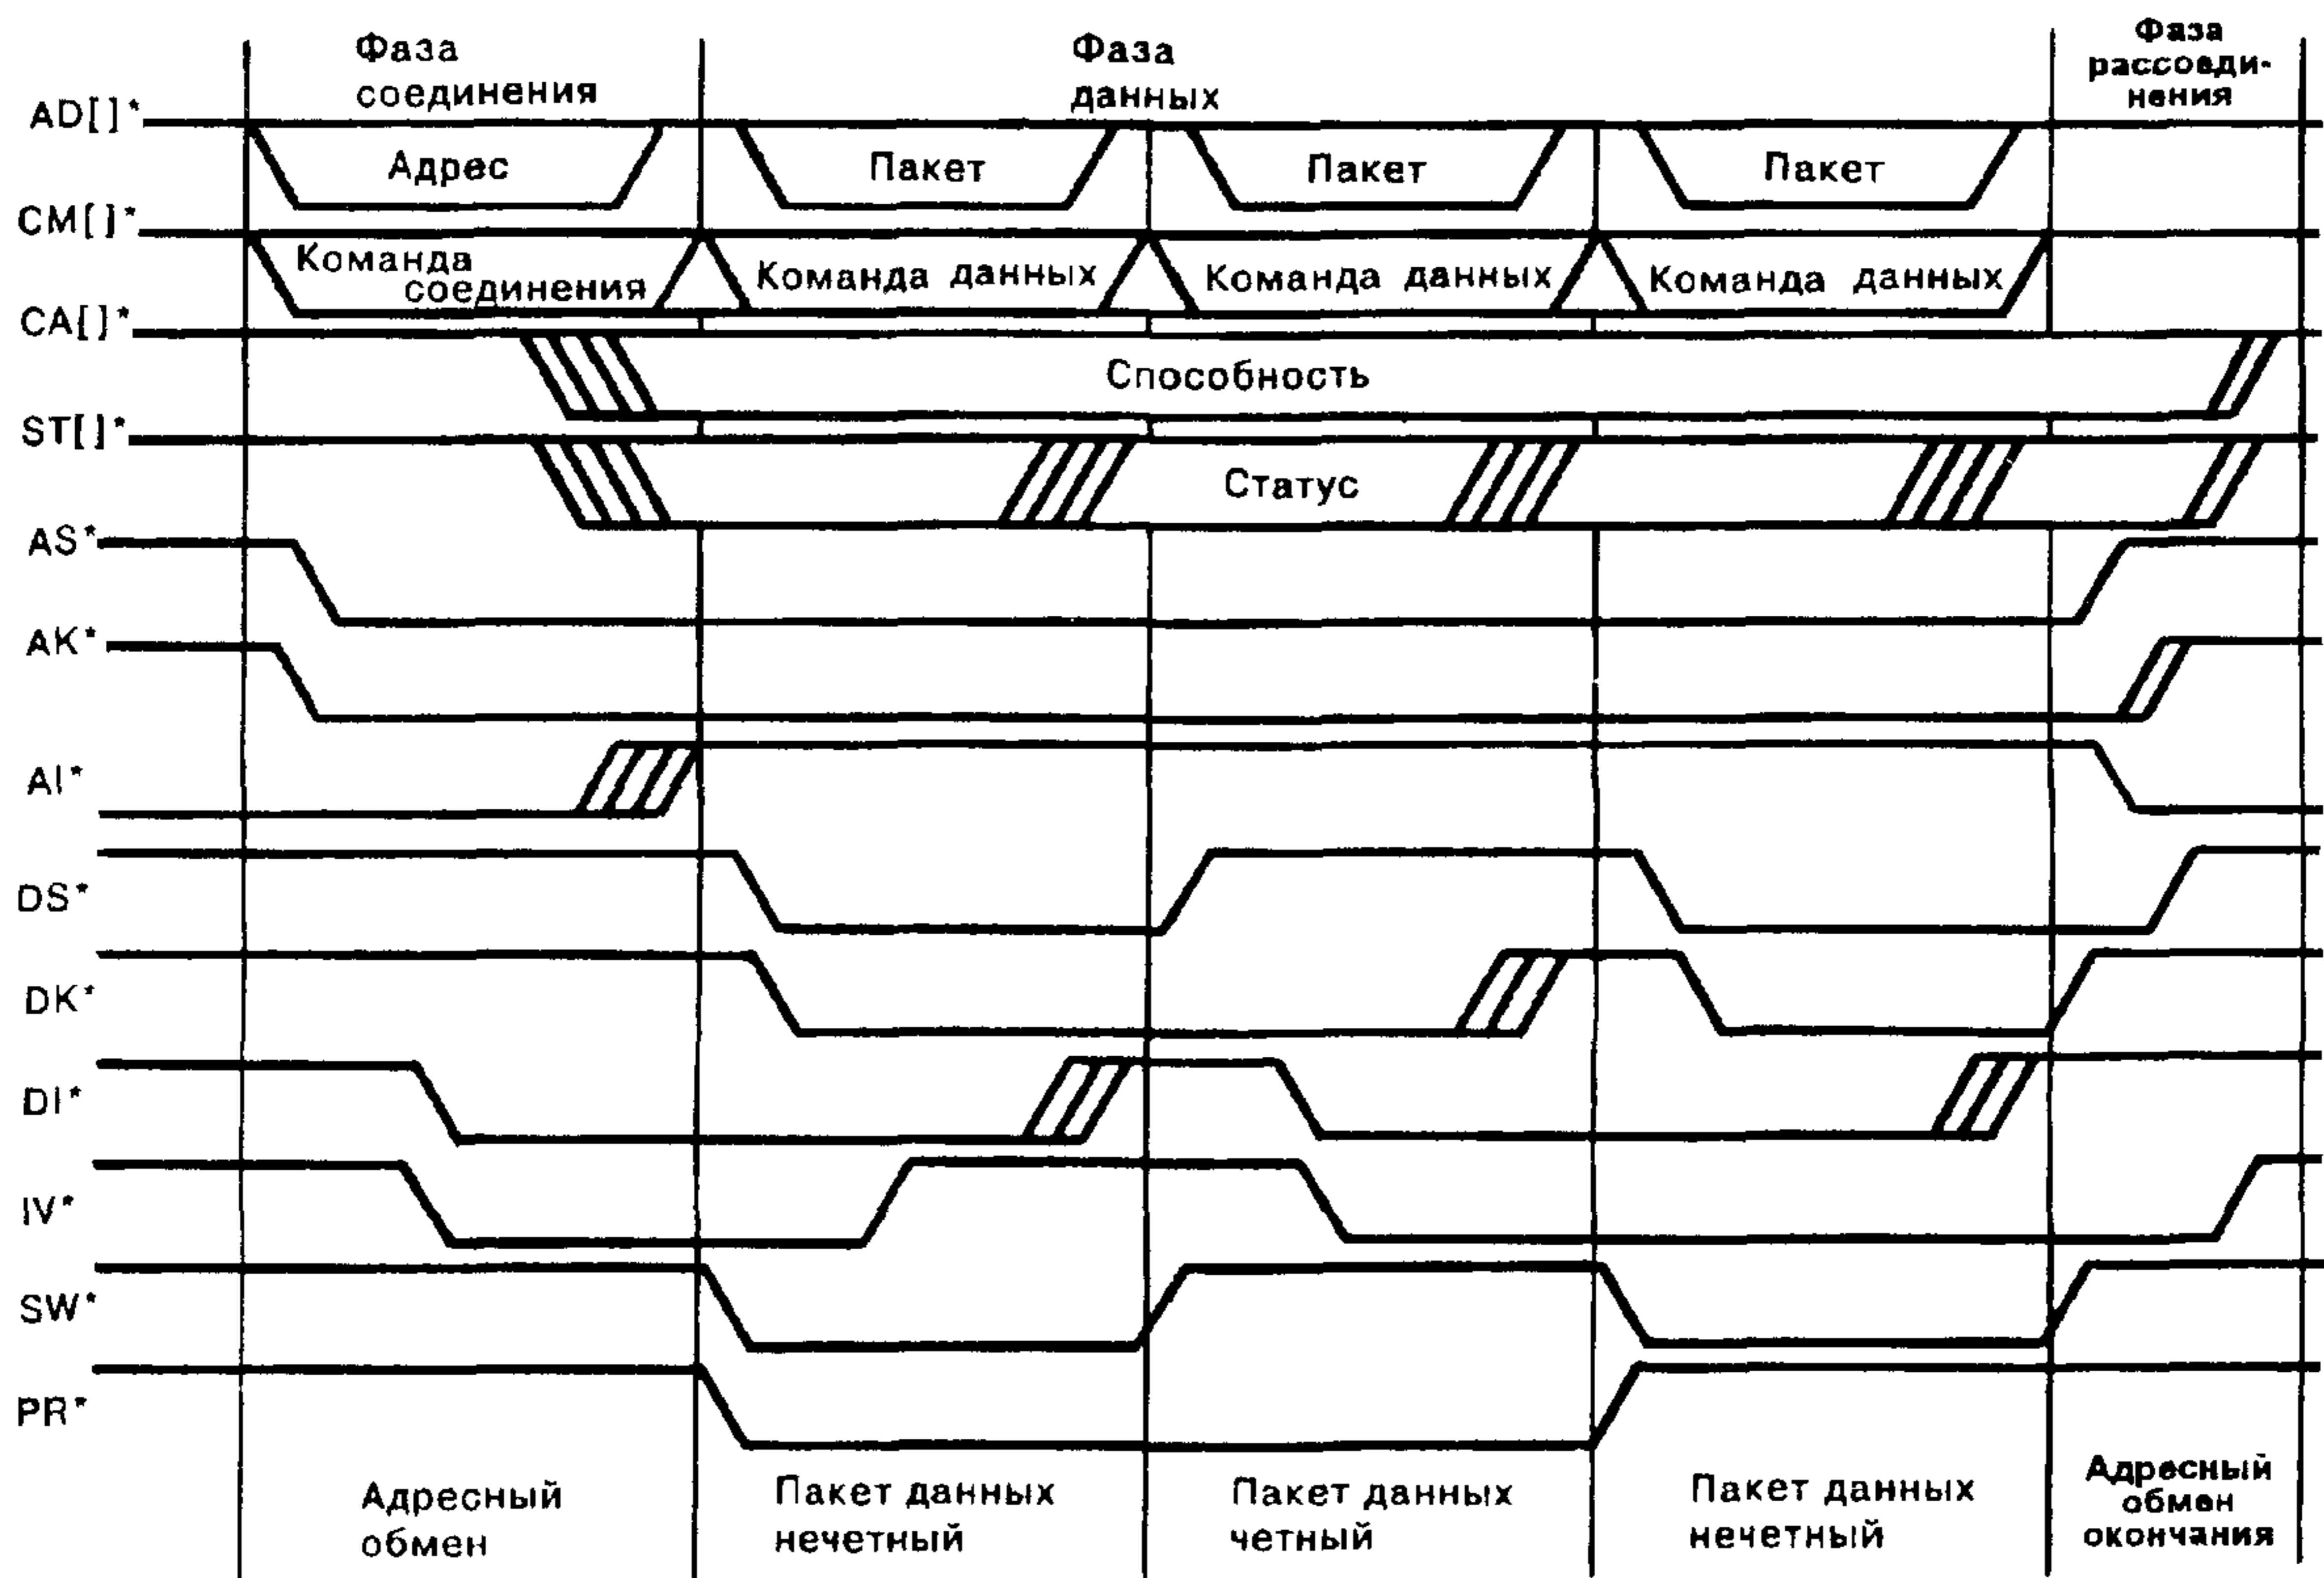 Фаза
соединения
Фаза
данных
Фаза
рассоеди-
нения
AD[]*
Адрес
Пакет
Пакет
Пакет
CM[]*
Команда
соединения
Команда данных
Команда данных
Команда данных
CA[]*
Способность
ST[]*
Статус
AS*
AK*
AI*
DS*
DK*
DI*
IV*
SW*
PR*
Адресный
обмен
Пакет данных
нечетный
Пакет данных
четный
Пакет данных
нечетный
Адресный
обмен
окончания